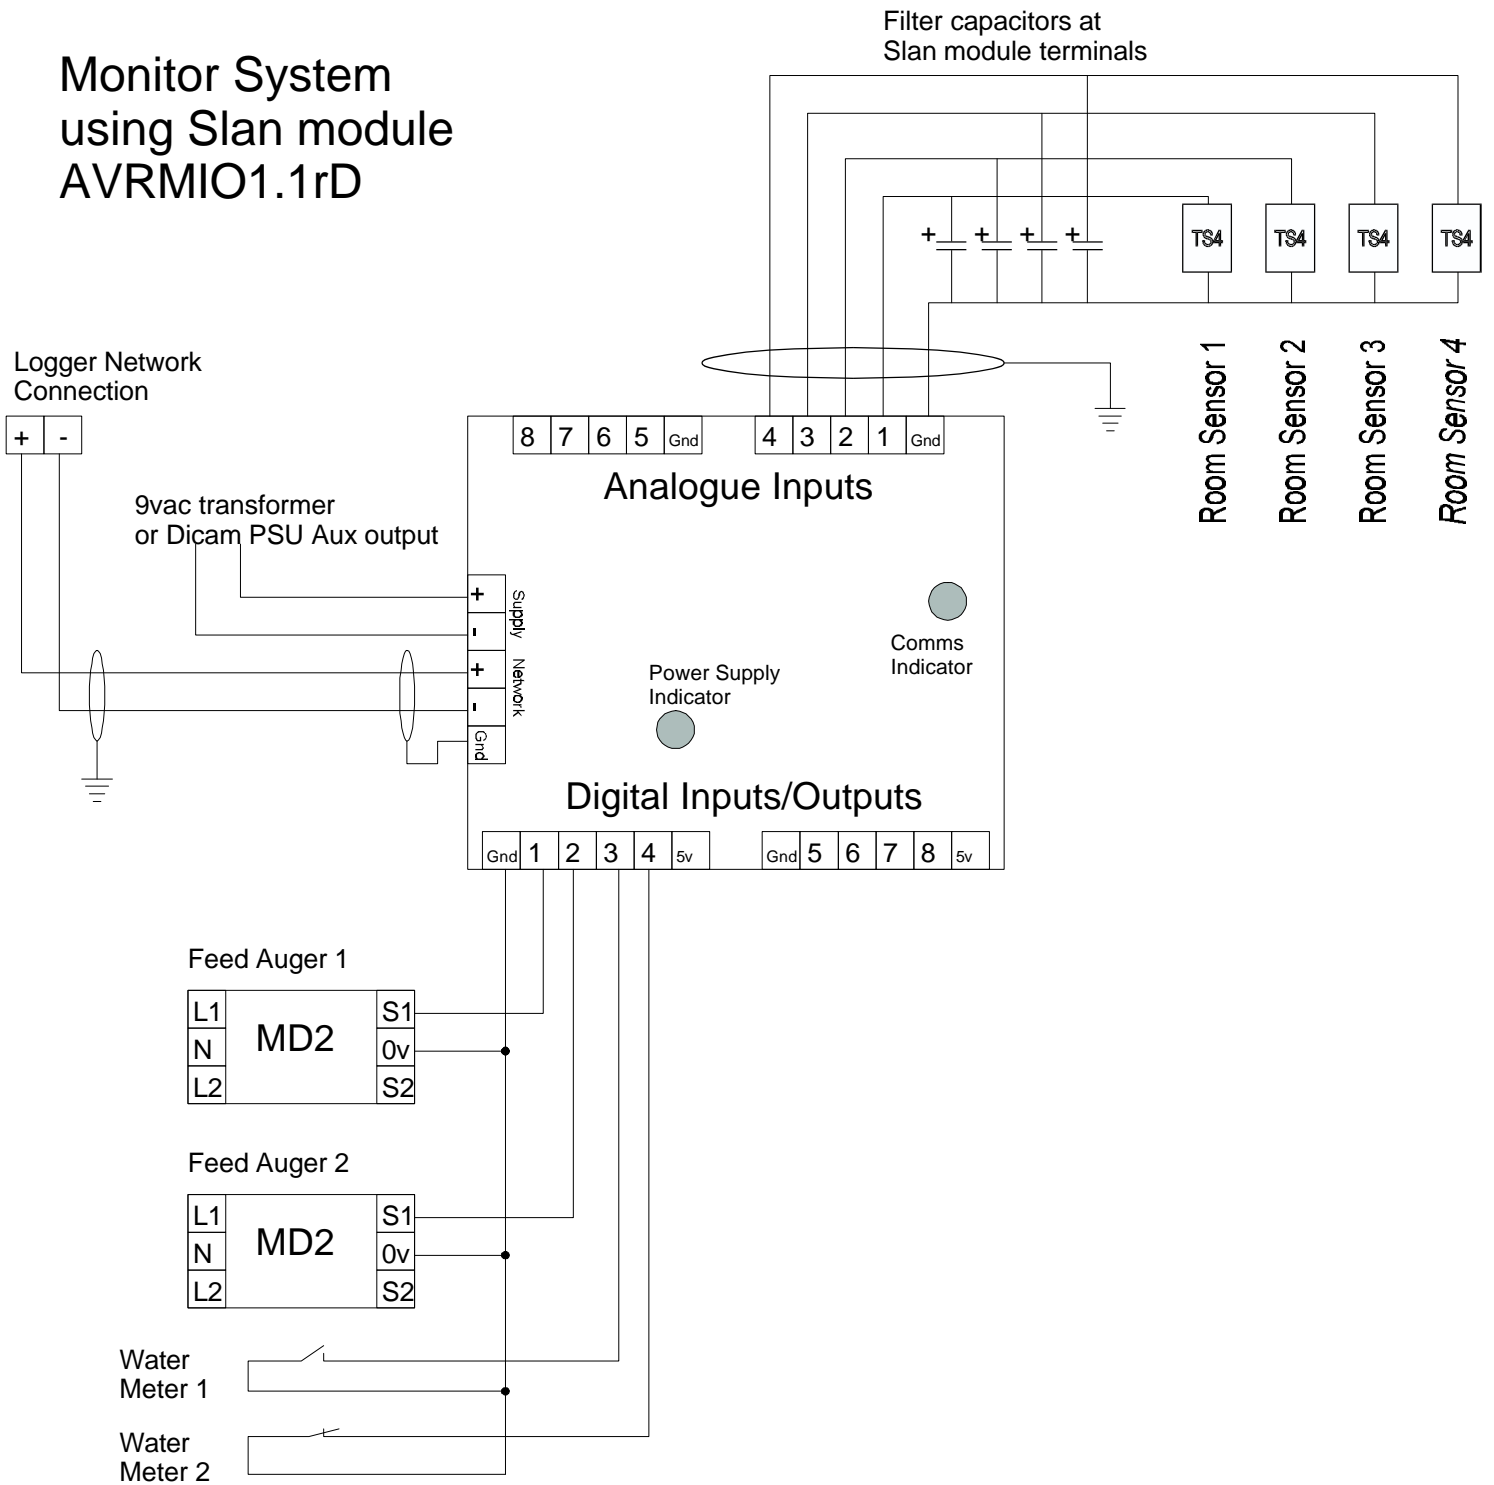 Filter capacitors at
Slan module terminals
Monitor System
using Slan module
AVRMIO1.1rD
+ + + +
TS4 TS4 TS4 TS4
Room Sensor 1
Room Sensor 2
Room Sensor 3
Room Sensor 4
Logger Network
Connection
+ -
8 7 6 5 Gnd 4 3 2 1 Gnd
Analogue Inputs
9vac transformer
or Dicam PSU Aux output
+
-
Supply
+
-
Network
Gnd
Comms
Indicator
Power Supply
Indicator
Digital Inputs/Outputs
Gnd 1 2 3 4 5v Gnd 5 6 7 8 5v
Feed Auger 1
L1 MD2 S1
N 0v
L2 S2
Feed Auger 2
L1 MD2 S1
N 0v
L2 S2
Water
Meter 1
Water
Meter 2